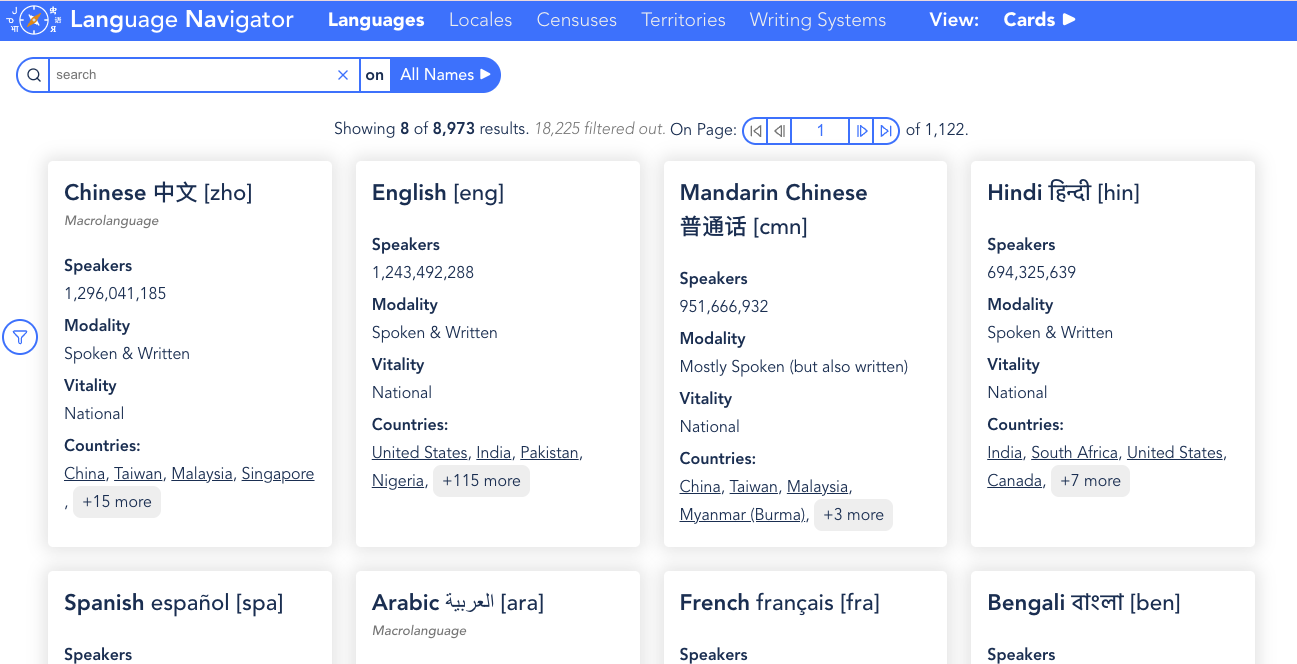 Language Navigator Languages Locales Censuses Territories Writing Systems View: Cards ▶
search on All Names ▶
Showing 8 of 8,973 results. 18,225 filtered out. On Page: 1 of 1,122.
Chinese 中文 [zho]
Macrolanguage
Speakers
1,296,041,185
Modality
Spoken & Written
Vitality
National
Countries:
China, Taiwan, Malaysia, Singapore
, +15 more
English [eng]
Speakers
1,243,492,288
Modality
Spoken & Written
Vitality
National
Countries:
United States, India, Pakistan,
Nigeria, +115 more
Mandarin Chinese
普通话 [cmn]
Speakers
951,666,932
Modality
Mostly Spoken (but also written)
Vitality
National
Countries:
China, Taiwan, Malaysia,
Myanmar (Burma), +3 more
Hindi हिन्दी [hin]
Speakers
694,325,639
Modality
Spoken & Written
Vitality
National
Countries:
India, South Africa, United States,
Canada, +7 more
Spanish español [spa]
Speakers
Arabic العربية [ara]
Macrolanguage
French français [fra]
Speakers
Bengali বাংলা [ben]
Speakers